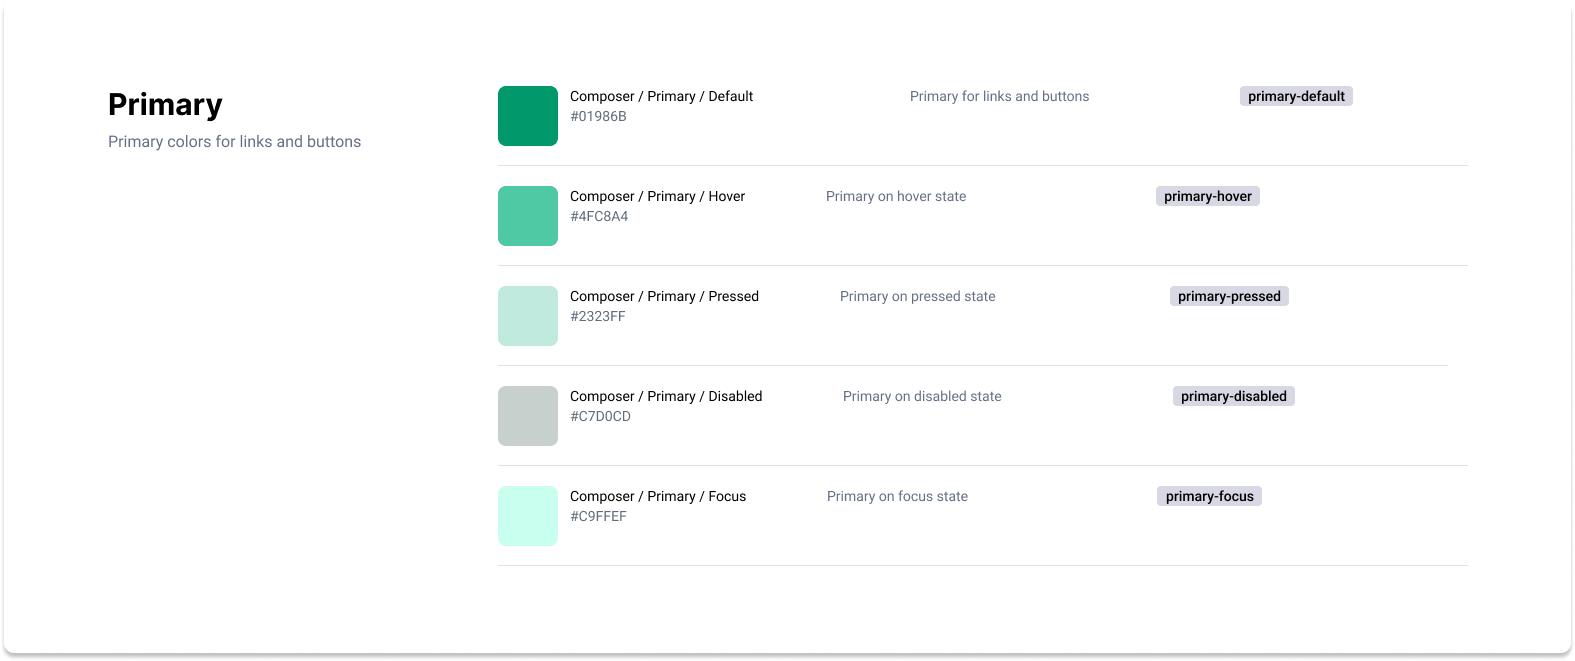 Primary
Primary colors for links and buttons
Composer / Primary / Default
#01986B
Primary for links and buttons
primary-default
Composer / Primary / Hover
#4FC8A4
Primary on hover state
primary-hover
Composer / Primary / Pressed
#2323FF
Primary on pressed state
primary-pressed
Composer / Primary / Disabled
#C7D0CD
Primary on disabled state
primary-disabled
Composer / Primary / Focus
#C9FFEF
Primary on focus state
primary-focus